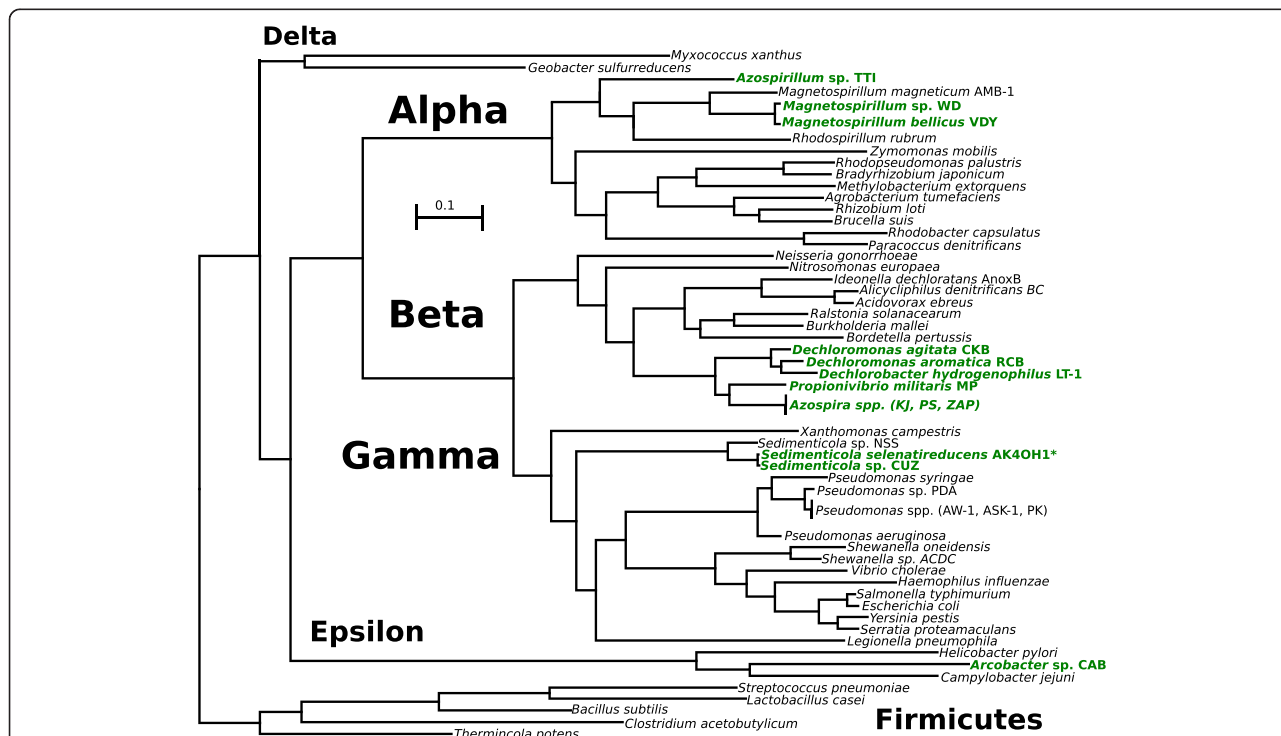 Delta
Myxococcus xanthus
Geobacter sulfurreducens
Azospirillum sp. TTI
Alpha
Magnetospirillum magneticum AMB-1
Magnetospirillum sp. WD
Magnetospirillum bellicus VDY
Rhodospirillum rubrum
Zymomonas mobilis
Rhodopseudomonas palustris
Bradyrhizobium japonicum
Methylobacterium extorquens
Agrobacterium tumefaciens
0.1
Rhizobium loti
Brucella suis
Rhodobacter capsulatus
Paracoccus denitrificans
Neisseria gonorrhoeae
Nitrosomonas europaea
Ideonella dechloratans AnoxB
Alicycliphilus denitrificans BC
Acidovorax ebreus
Beta
Ralstonia solanacearum
Burkholderia mallei
Bordetella pertussis
Dechloromonas agitata CKB
Dechloromonas aromatica RCB
Dechlorobacter hydrogenophilus LT-1
Propionivibrio militaris MP
Azospira spp. (KJ, PS, ZAP)
Xanthomonas campestris
Sedimenticola sp. NSS
Gamma
Sedimenticola selenatireducens AK4OH1*
Sedimenticola sp. CUZ
Pseudomonas syringae
Pseudomonas sp. PDA
Pseudomonas spp. (AW-1, ASK-1, PK)
Pseudomonas aeruginosa
Shewanella oneidensis
Shewanella sp. ACDC
Vibrio cholerae
Haemophilus influenzae
Salmonella typhimurium
Escherichia coli
Yersinia pestis
Serratia proteamaculans
Epsilon
Legionella pneumophila
Helicobacter pylori
Arcobacter sp. CAB
Campylobacter jejuni
Streptococcus pneumoniae
Lactobacillus casei
Bacillus subtilis
Firmicutes
Clostridium acetobutylicum
Thermincola potens